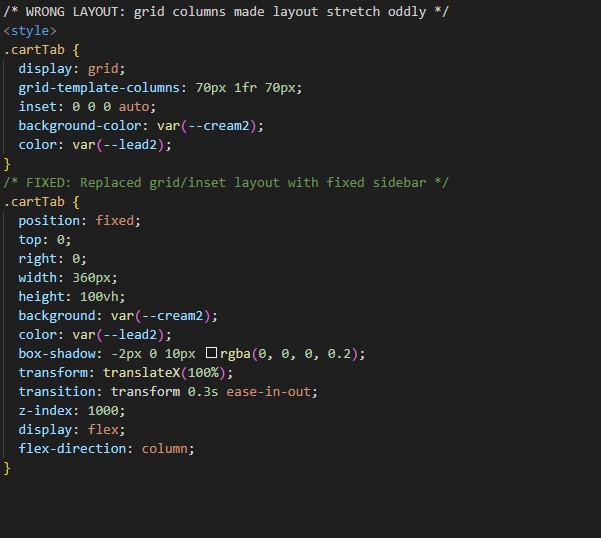 /* WRONG LAYOUT: grid columns made layout stretch oddly */
<style>
.cartTab {
  display: grid;
  grid-template-columns: 70px 1fr 70px;
  inset: 0 0 0 auto;
  background-color: var(--cream2);
  color: var(--lead2);
}
/* FIXED: Replaced grid/inset layout with fixed sidebar */
.cartTab {
  position: fixed;
  top: 0;
  right: 0;
  width: 360px;
  height: 100vh;
  background: var(--cream2);
  color: var(--lead2);
  box-shadow: -2px 0 10px rgba(0, 0, 0, 0.2);
  transform: translateX(100%);
  transition: transform 0.3s ease-in-out;
  z-index: 1000;
  display: flex;
  flex-direction: column;
}